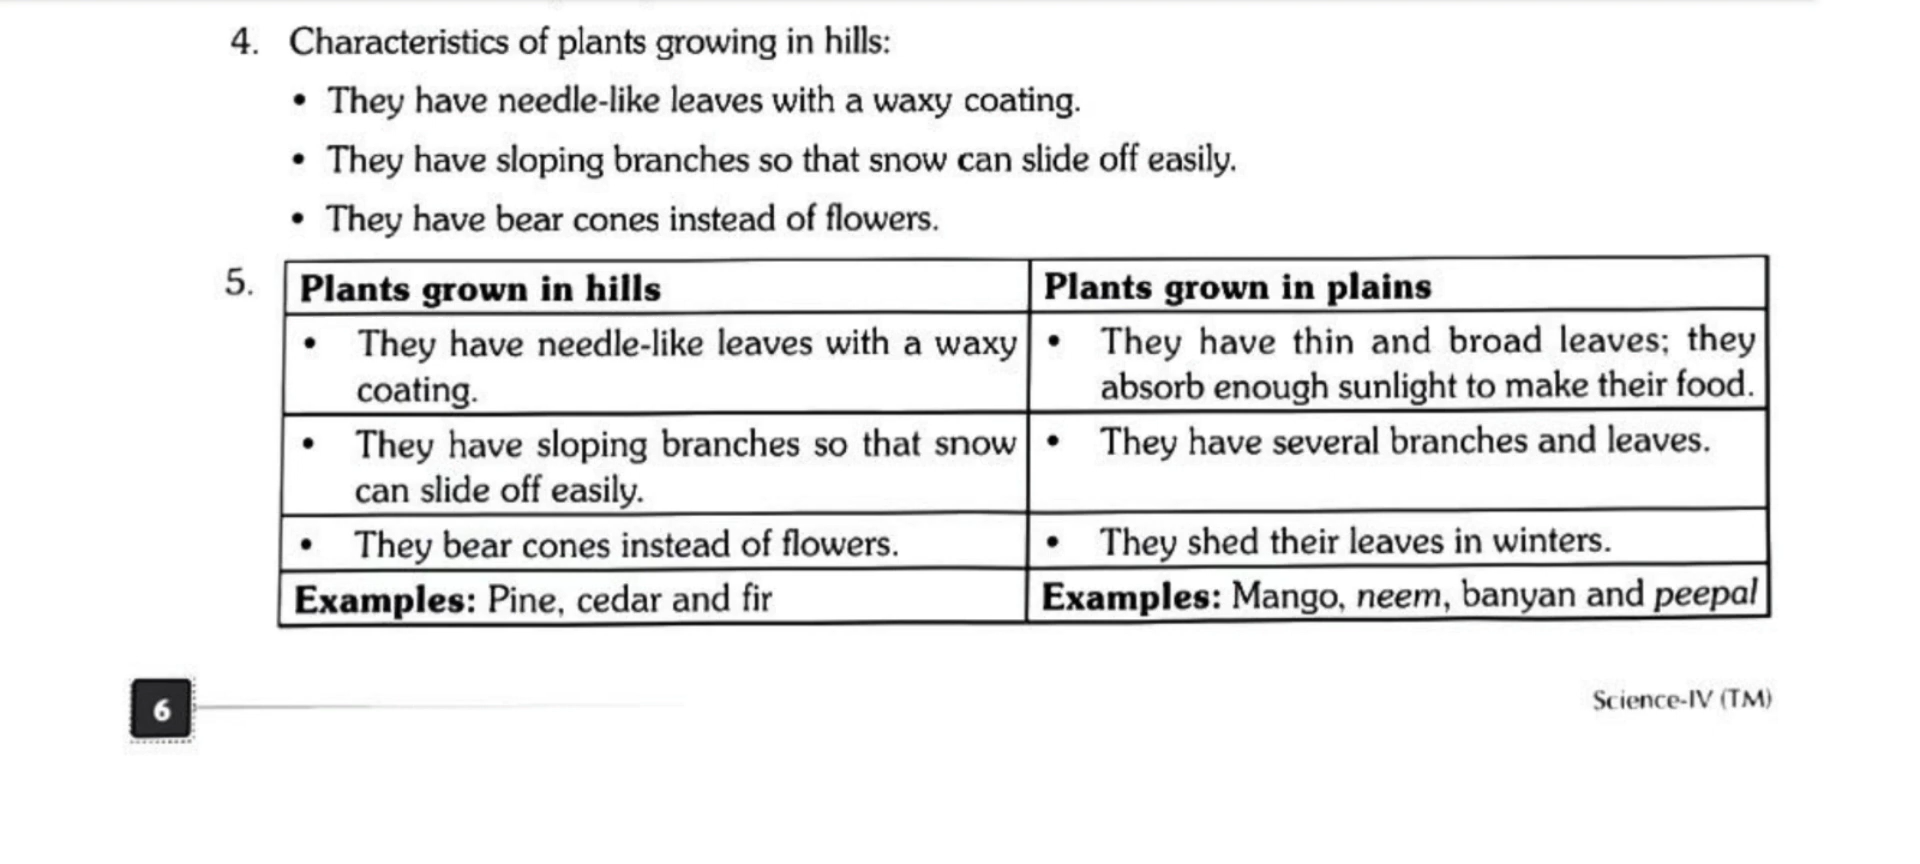 4. Characteristics of plants growing in hills:
• They have needle-like leaves with a waxy coating.
• They have sloping branches so that snow can slide off easily.
• They have bear cones instead of flowers.
5. Plants grown in hills Plants grown in plains
• They have needle-like leaves with a waxy
coating.
• They have thin and broad leaves; they
absorb enough sunlight to make their food.
• They have sloping branches so that snow
can slide off easily.
• They have several branches and leaves.
• They bear cones instead of flowers.
• They shed their leaves in winters.
Examples: Pine, cedar and fir
Examples: Mango, neem, banyan and peepal
6
Science-IV (TM)